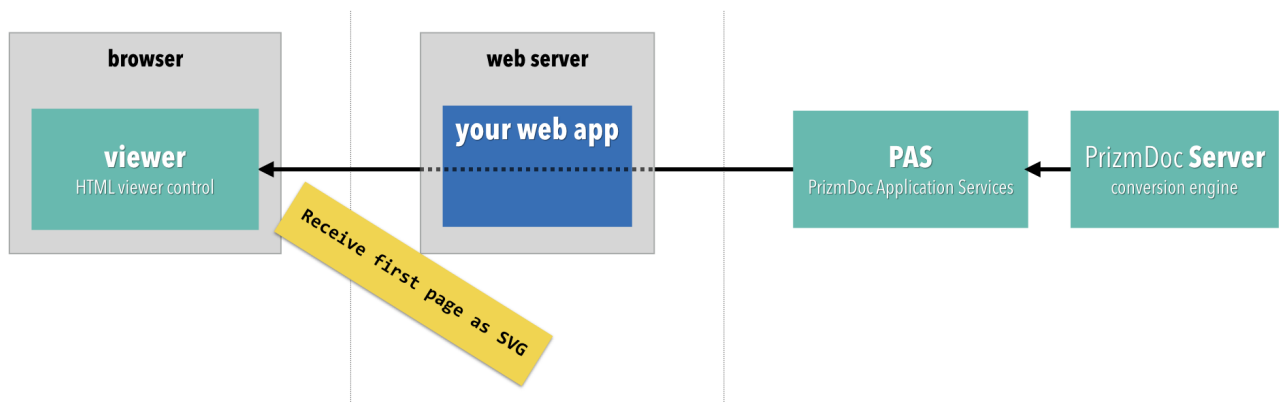 browser
viewer
HTML viewer control
Receive first page as SVG
web server
your web app
PAS
PrizmDoc Application Services
PrizmDoc Server
conversion engine